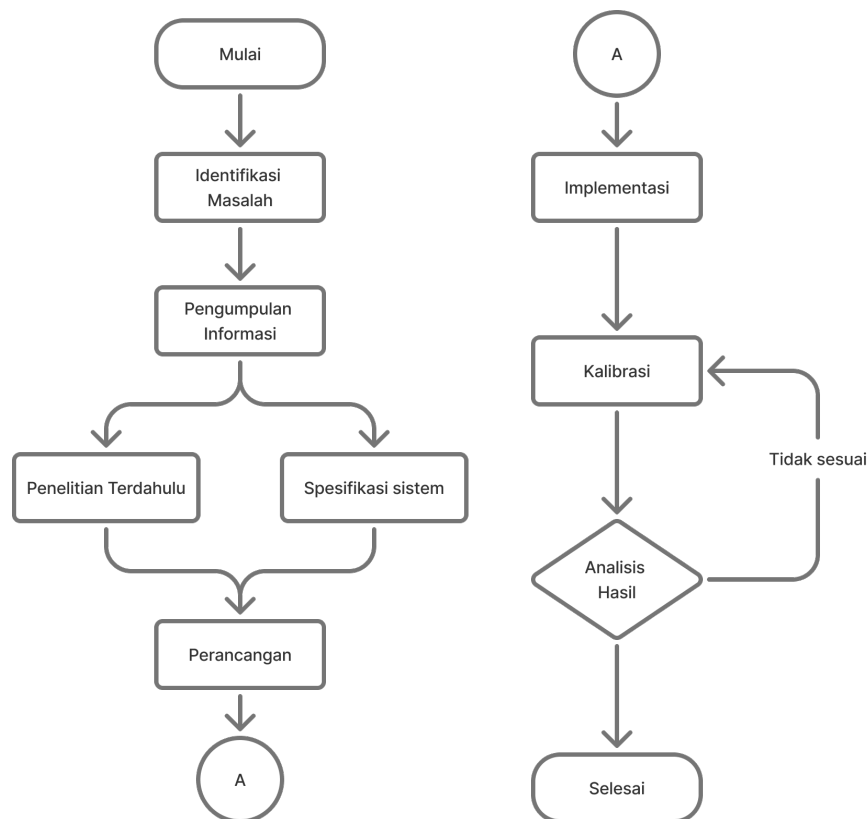 Mulai
Identifikasi
Masalah
Pengumpulan
Informasi
Penelitian Terdahulu
Spesifikasi sistem
Perancangan
A
A
Implementasi
Kalibrasi
Tidak sesuai
Analisis
Hasil
Selesai